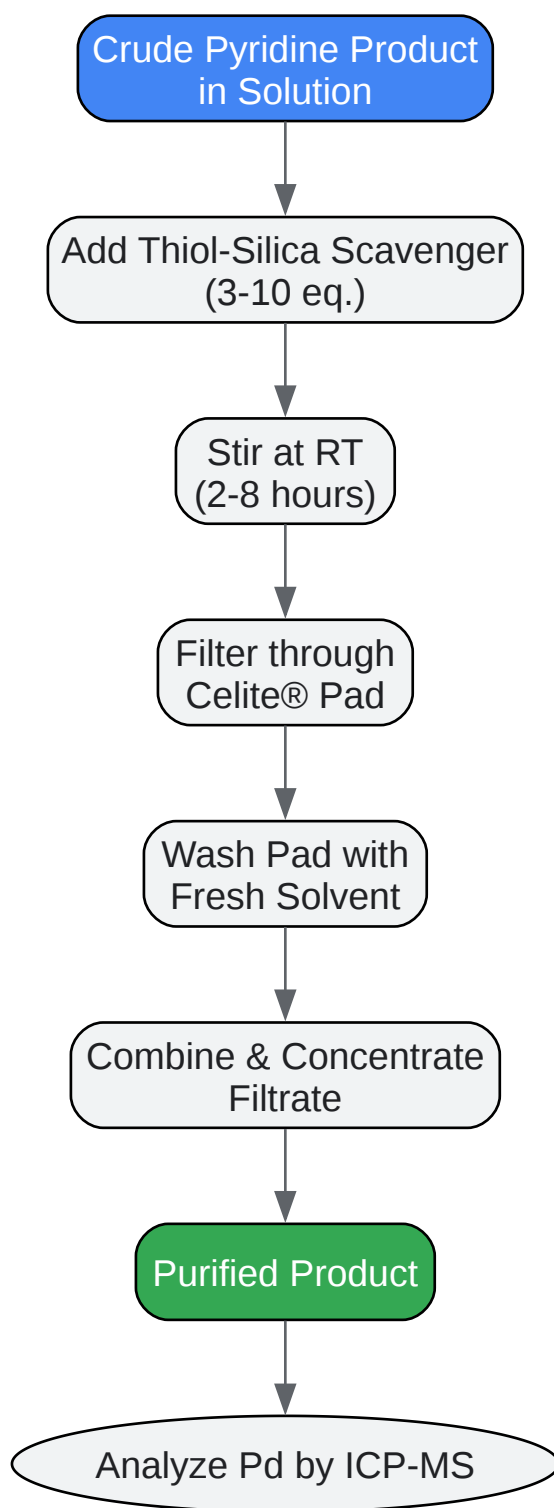 Crude Pyridine Product
in Solution
Add Thiol-Silica Scavenger
(3-10 eq.)
Stir at RT
(2-8 hours)
Filter through
Celite® Pad
Wash Pad with
Fresh Solvent
Combine & Concentrate
Filtrate
Purified Product
Analyze Pd by ICP-MS